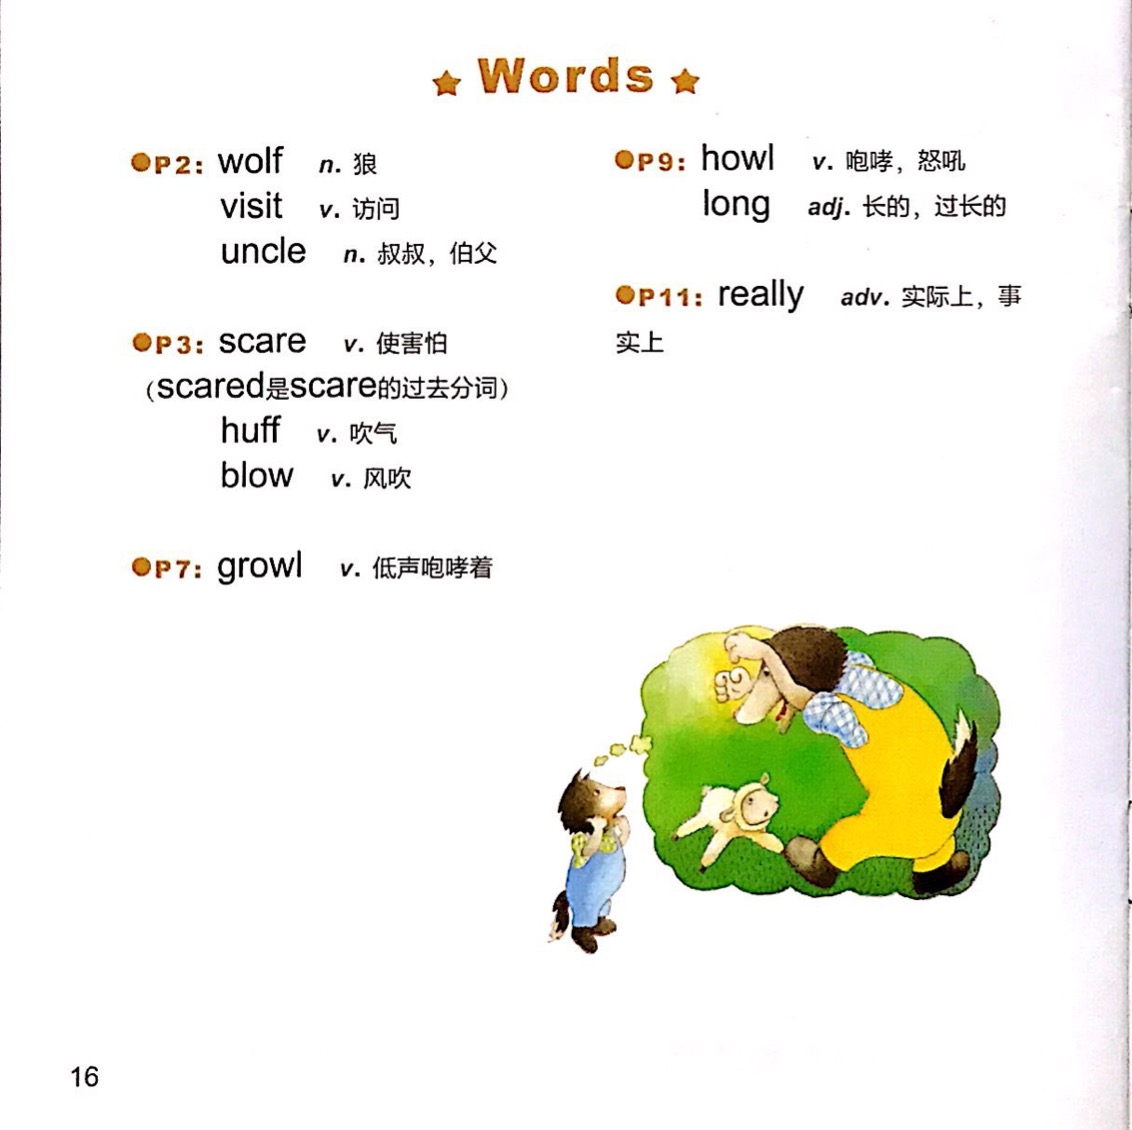 Words
P2: wolf n. 狼
visit v. 访问
uncle n. 叔叔，伯父
P3: scare v. 使害怕
（scared是scare的过去分词）
huff v. 吹气
blow v. 风吹
P7: growl v. 低声咆哮着
P9: howl v. 咆哮，怒吼
long adj. 长的，过长的
P11: really adv. 实际上，事
实上
16